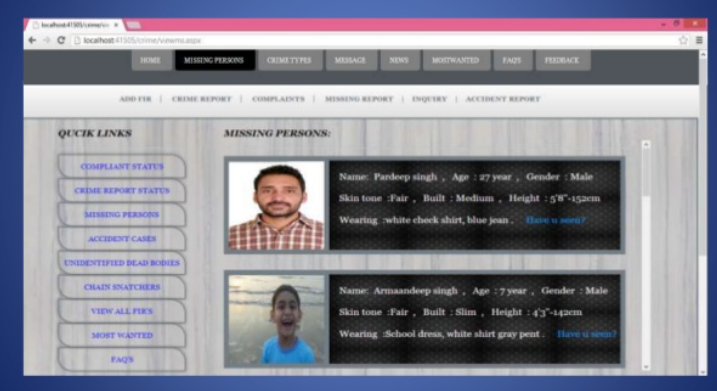 localhost:41505/crime/vie
localhost:41505/crime/viewms.aspx
HOME MISSING PERSONS CRIME TYPES MESSAGE NEWS MOSTWANTED FAQS FEEDBACK
ADD FIR | CRIME REPORT | COMPLAINTS | MISSING REPORT | INQUIRY | ACCIDENT REPORT
QUCIK LINKS
COMPLIANT STATUS
CRIME REPORT STATUS
MISSING PERSONS
ACCIDENT CASES
UNIDENTIFIED DEAD BODIES
CHAIN SNATCHERS
VIEW ALL FIR'S
MOST WANTED
FAQ'S
MISSING PERSONS:
Name: Pardeep singh , Age : 27 year , Gender : Male
Skin tone :Fair , Built : Medium , Height : 5'8"-152cm
Wearing :white check shirt, blue jean . Have u seen?
Name: Armaandeep singh , Age : 7 year , Gender : Male
Skin tone :Fair , Built : Slim , Height : 4'3"-142cm
Wearing :School dress, white shirt gray pent . Have u seen?